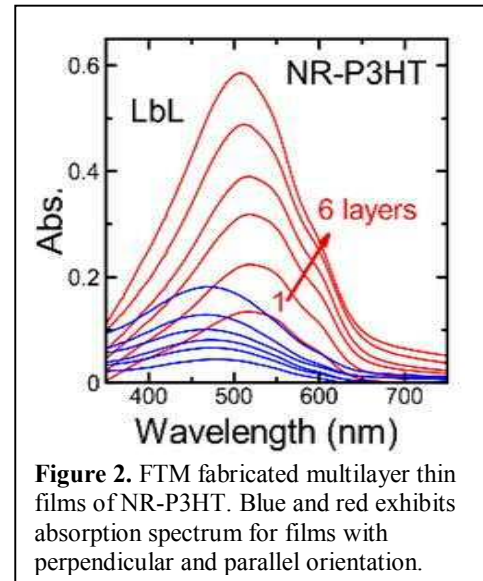 0.6
NR-P3HT
LbL
0.4
Abs.
6 layers
0.2
1
0
400 500 600 700
Wavelength (nm)
Figure 2. FTM fabricated multilayer thin
films of NR-P3HT. Blue and red exhibits
absorption spectrum for films with
perpendicular and parallel orientation.